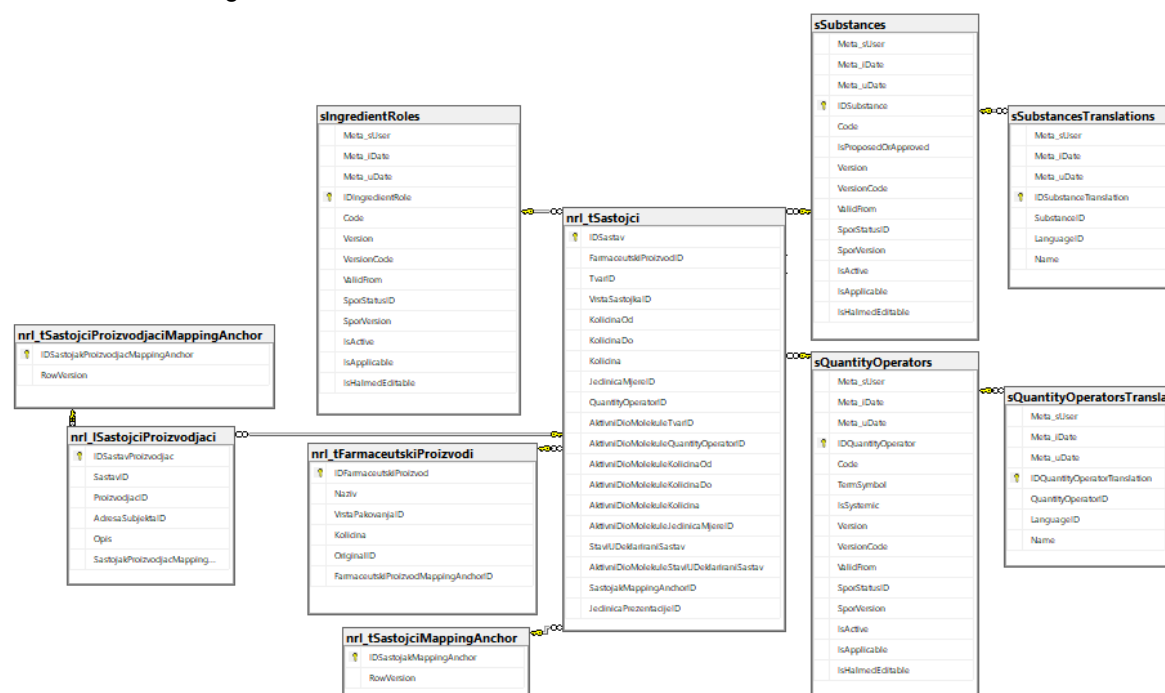 sSubstances
Meta_sUser
Meta_iDate
Meta_uDate
IDSubstance
Code
IsProposedOrApproved
Version
VersionCode
ValidFrom
SporStatusID
SporVersion
IsActive
IsApplicable
IsHalmedEditable
sSubstancesTranslations
Meta_sUser
Meta_iDate
Meta_uDate
IDSubstanceTranslation
SubstanceID
LanguageID
Name
sIngredientRoles
Meta_sUser
Meta_iDate
Meta_uDate
IDIngredientRole
Code
Version
VersionCode
ValidFrom
SporStatusID
SporVersion
IsActive
IsApplicable
IsHalmedEditable
nrl_tSastojci
IDSastav
FarmaceutskiProizvodID
TvarID
VrstaSastojkaID
KolicinaOd
KolicinaDo
Kolicina
JedinicaMjereID
QuantityOperatorID
AktivniDioMolekuleTvarID
AktivniDioMolekuleQuantityOperatorID
AktivniDioMolekuleKolicinaOd
AktivniDioMolekuleKolicinaDo
AktivniDioMolekuleKolicina
AktivniDioMolekuleJedinicaMjereID
StaviUDeklariraniSastav
AktivniDioMolekuleStaviUDeklariraniSastav
SastojakMappingAnchorID
JedinicaPrezentacijeID
nrl_tSastojciProizvodjaciMappingAnchor
IDSastojakProizvodjacMappingAnchor
RowVersion
nrl_lSastojciProizvodjaci
IDSastavProizvodjac
SastavID
ProizvodjacID
AdresaSubjektaID
Opis
SastojakProizvodjacMapping...
nrl_tFarmaceutskiProizvodi
IDFarmaceutskiProizvod
Naziv
VrstaPakovanjaID
Kolicina
OriginalID
FarmaceutskiProizvodMappingAnchorID
sQuantityOperators
Meta_sUser
Meta_iDate
Meta_uDate
IDQuantityOperator
Code
TermSymbol
IsSystemic
Version
VersionCode
ValidFrom
SporStatusID
SporVersion
IsActive
IsApplicable
IsHalmedEditable
sQuantityOperatorsTransla
Meta_sUser
Meta_iDate
Meta_uDate
IDQuantityOperatorTranslation
QuantityOperatorID
LanguageID
Name
nrl_tSastojciMappingAnchor
IDSastojakMappingAnchor
RowVersion